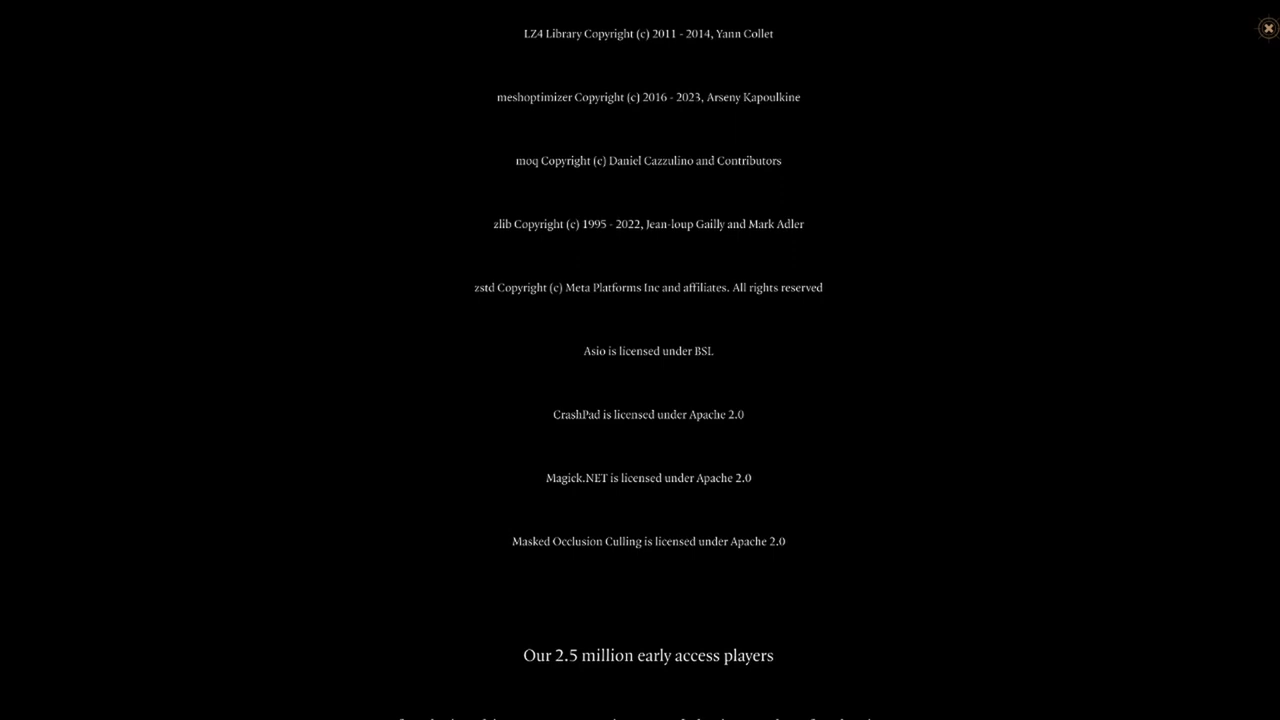 LZ4 Library Copyright (c) 2011 - 2014, Yann Collet
meshoptimizer Copyright (c) 2016 - 2023, Arseny Kapoulkine
moq Copyright (c) Daniel Cazzulino and Contributors
zlib Copyright (c) 1995 - 2022, Jean-loup Gailly and Mark Adler
zstd Copyright (c) Meta Platforms Inc and affiliates. All rights reserved
Asio is licensed under BSL
CrashPad is licensed under Apache 2.0
Magick.NET is licensed under Apache 2.0
Masked Occlusion Culling is licensed under Apache 2.0
Our 2.5 million early access players